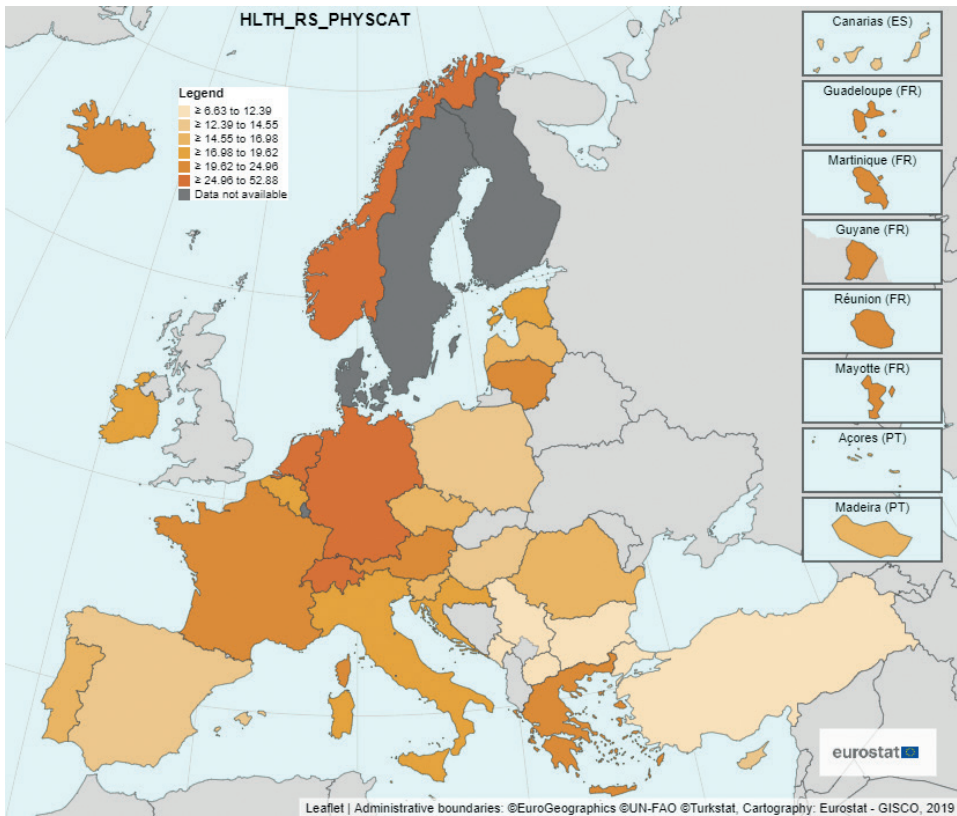 HLTH_RS_PHYSCAT
Legend
≥ 6.63 to 12.39
≥ 12.39 to 14.55
≥ 14.55 to 16.98
≥ 16.98 to 19.62
≥ 19.62 to 24.96
≥ 24.96 to 52.88
Data not available
Canarias (ES)
Guadeloupe (FR)
Martinique (FR)
Guyane (FR)
Réunion (FR)
Mayotte (FR)
Açores (PT)
Madeira (PT)
eurostat
Leaflet | Administrative boundaries: ©EuroGeographics ©UN-FAO ©Turkstat, Cartography: Eurostat - GISCO, 2019